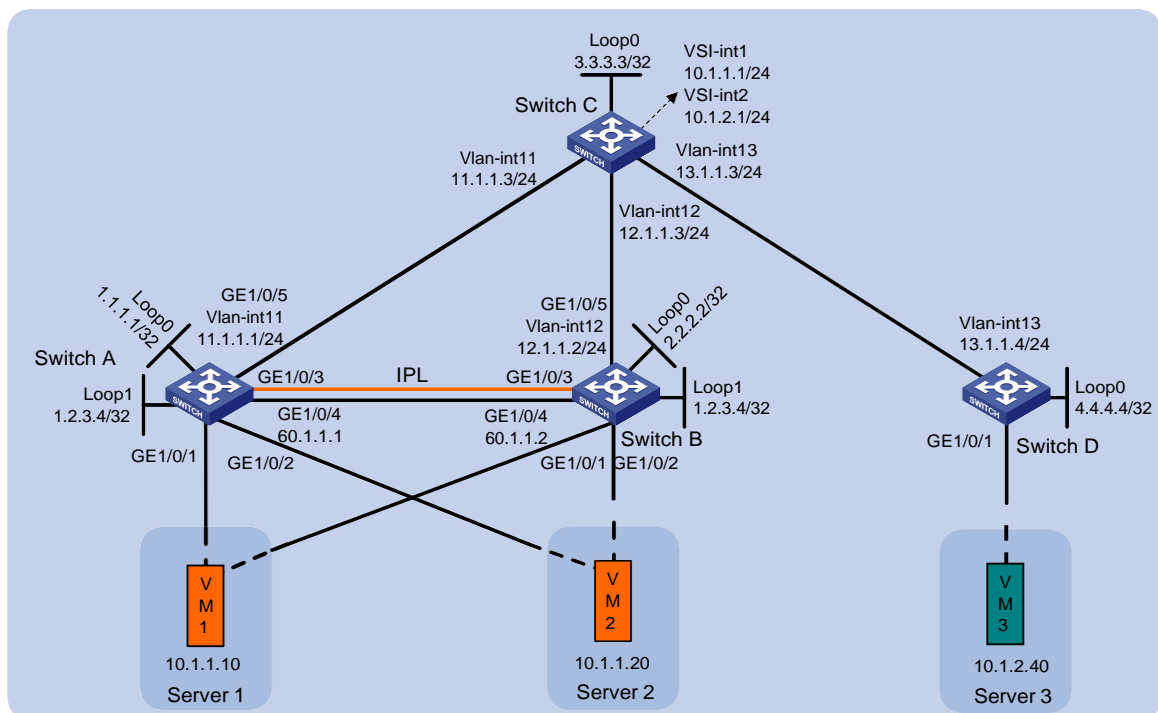 Loop0
3.3.3.3/32
VSI-int1
10.1.1.1/24
VSI-int2
10.1.2.1/24
Switch C
SWITCH
Vlan-int11
11.1.1.3/24
Vlan-int13
13.1.1.3/24
Vlan-int12
12.1.1.3/24
Loop0
1.1.1.1/32
GE1/0/5
Vlan-int11
11.1.1.1/24
GE1/0/5
Vlan-int12
12.1.1.2/24
Loop0
2.2.2.2/32
Vlan-int13
13.1.1.4/24
Switch A
Loop1
1.2.3.4/32
SWITCH
GE1/0/3
IPL
GE1/0/3
SWITCH
Loop1
1.2.3.4/32
SWITCH
Loop0
4.4.4.4/32
GE1/0/4
60.1.1.1
GE1/0/4
60.1.1.2
Switch B
GE1/0/1
GE1/0/2
GE1/0/1
GE1/0/2
GE1/0/1
Switch D
V
M
1
V
M
2
V
M
3
10.1.1.10
10.1.1.20
10.1.2.40
Server 1
Server 2
Server 3